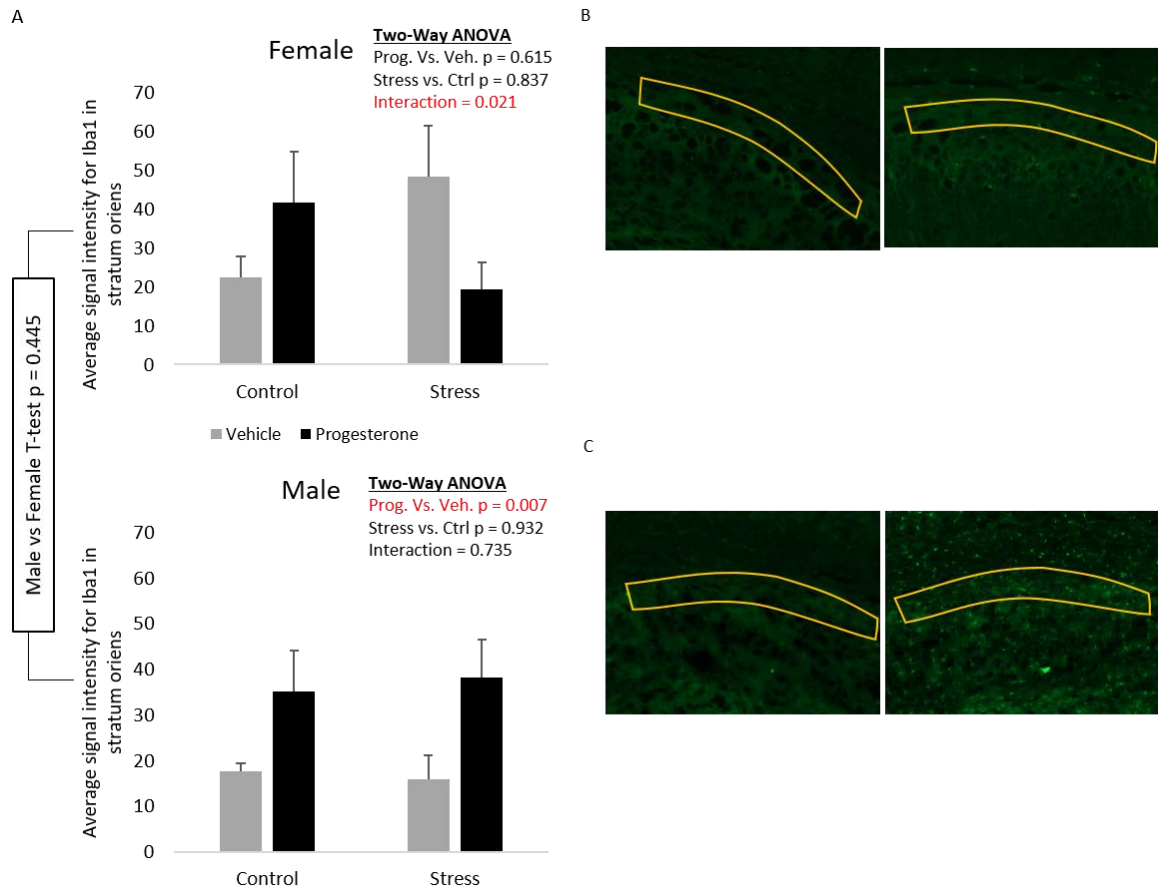 A
Female
Two-Way ANOVA
Prog. Vs. Veh. p = 0.615
Stress vs. Ctrl p = 0.837
Interaction = 0.021
Average signal intensity for Iba1 in
stratum oriens
70
60
50
40
30
20
10
0
Control
Stress
Vehicle
Progesterone
Male vs Female T-test p = 0.445
Male
Two-Way ANOVA
Prog. Vs. Veh. p = 0.007
Stress vs. Ctrl p = 0.932
Interaction = 0.735
Average signal intensity for Iba1 in
stratum oriens
70
60
50
40
30
20
10
0
Control
Stress
B
C